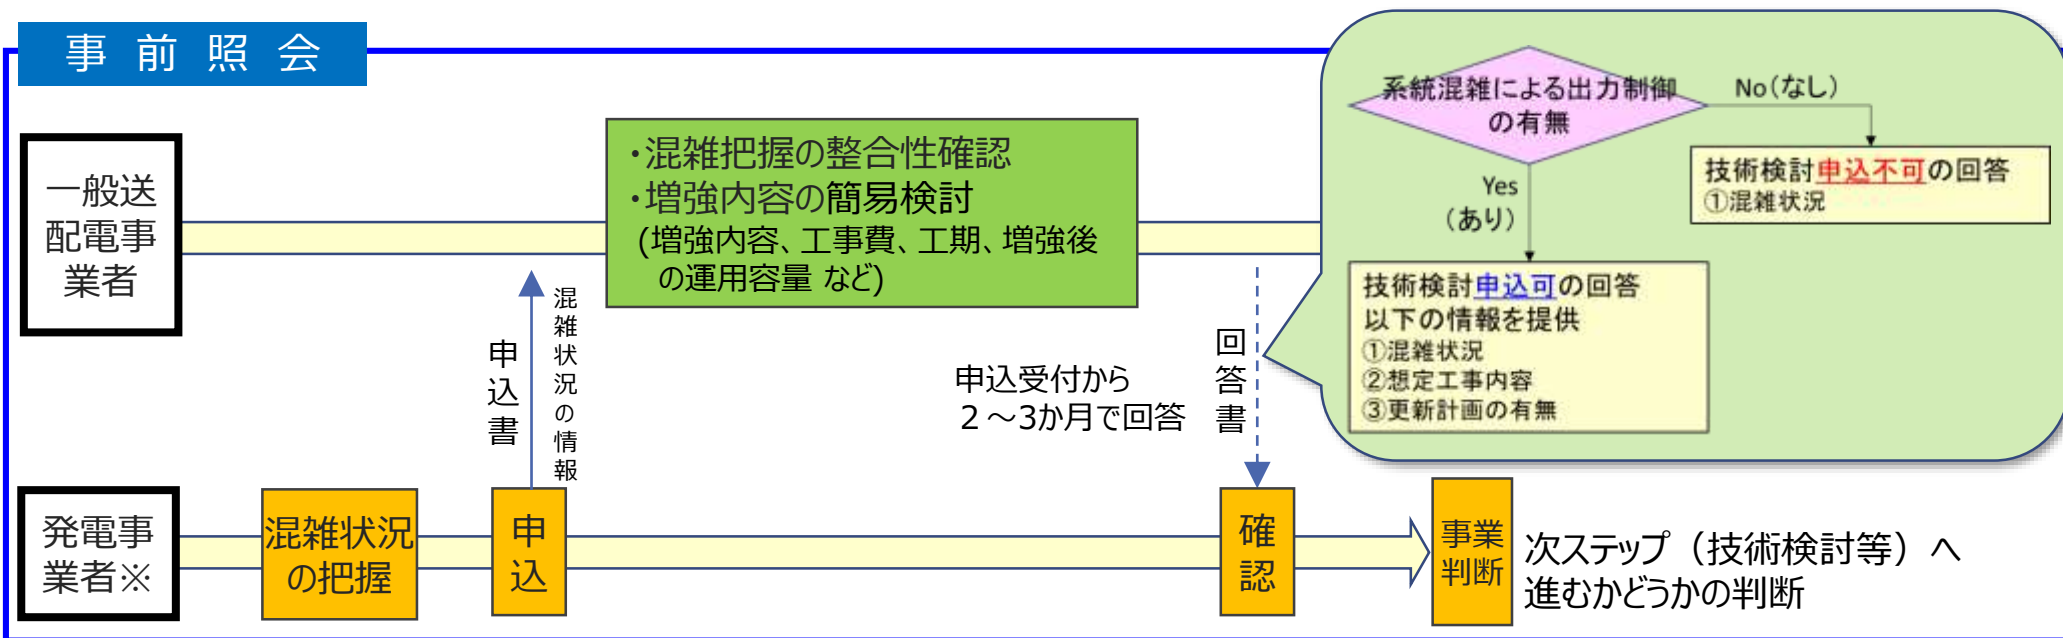 事前照会
一般送
配電事
業者
・混雑把握の整合性確認
・増強内容の簡易検討
(増強内容、工事費、工期、増強後
の運用容量 など)
系統混雑による出力制御
の有無
No(なし)
技術検討申込不可の回答
①混雑状況
Yes
(あり)
技術検討申込可の回答
以下の情報を提供
①混雑状況
②想定工事内容
③更新計画の有無
申込書
混雑状況の情報
申込受付から
２～3か月で回答
回答書
発電事
業者※
混雑状況
の把握
申込
確認
事業
判断
次ステップ（技術検討等）へ
進むかどうかの判断